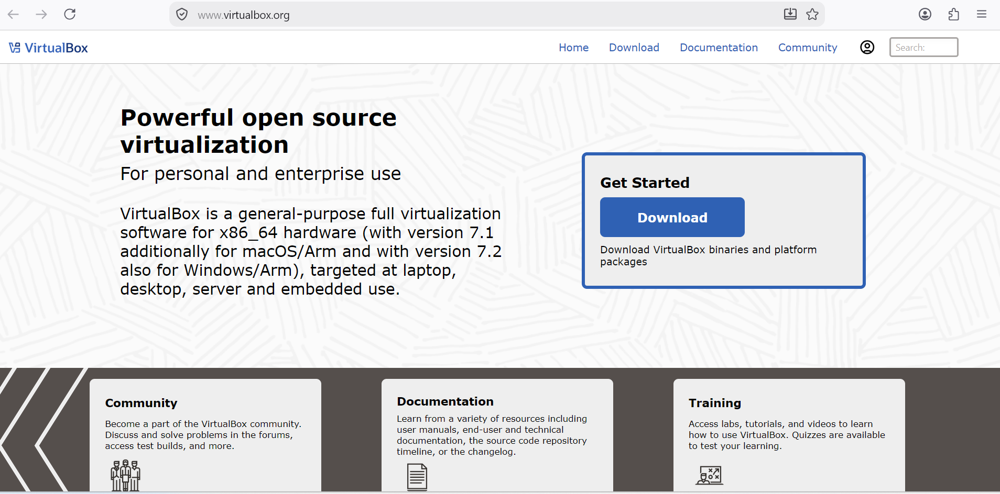 www.virtualbox.org
VirtualBox
Home Download Documentation Community Search:
Powerful open source
virtualization
For personal and enterprise use
VirtualBox is a general-purpose full virtualization
software for x86_64 hardware (with version 7.1
additionally for macOS/Arm and with version 7.2
also for Windows/Arm), targeted at laptop,
desktop, server and embedded use.
Get Started
Download
Download VirtualBox binaries and platform
packages
Community
Become a part of the VirtualBox community.
Discuss and solve problems in the forums,
access test builds, and more.
Documentation
Learn from a variety of resources including
user manuals, end-user and technical
documentation, the source code repository
timeline, or the changelog.
Training
Access labs, tutorials, and videos to learn
how to use VirtualBox. Quizzes are available
to test your learning.